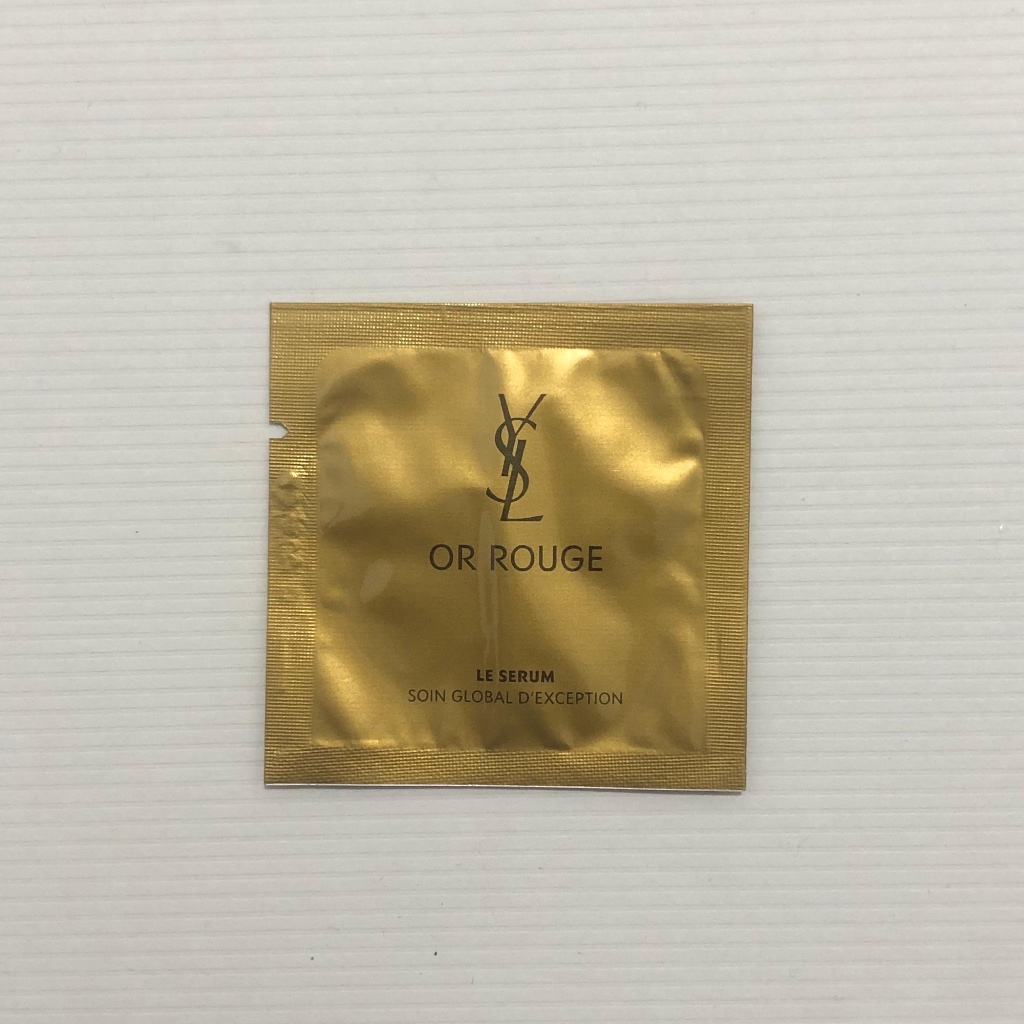 YSL
OR ROUGE
LE SERUM
SOIN GLOBAL D'EXCEPTION